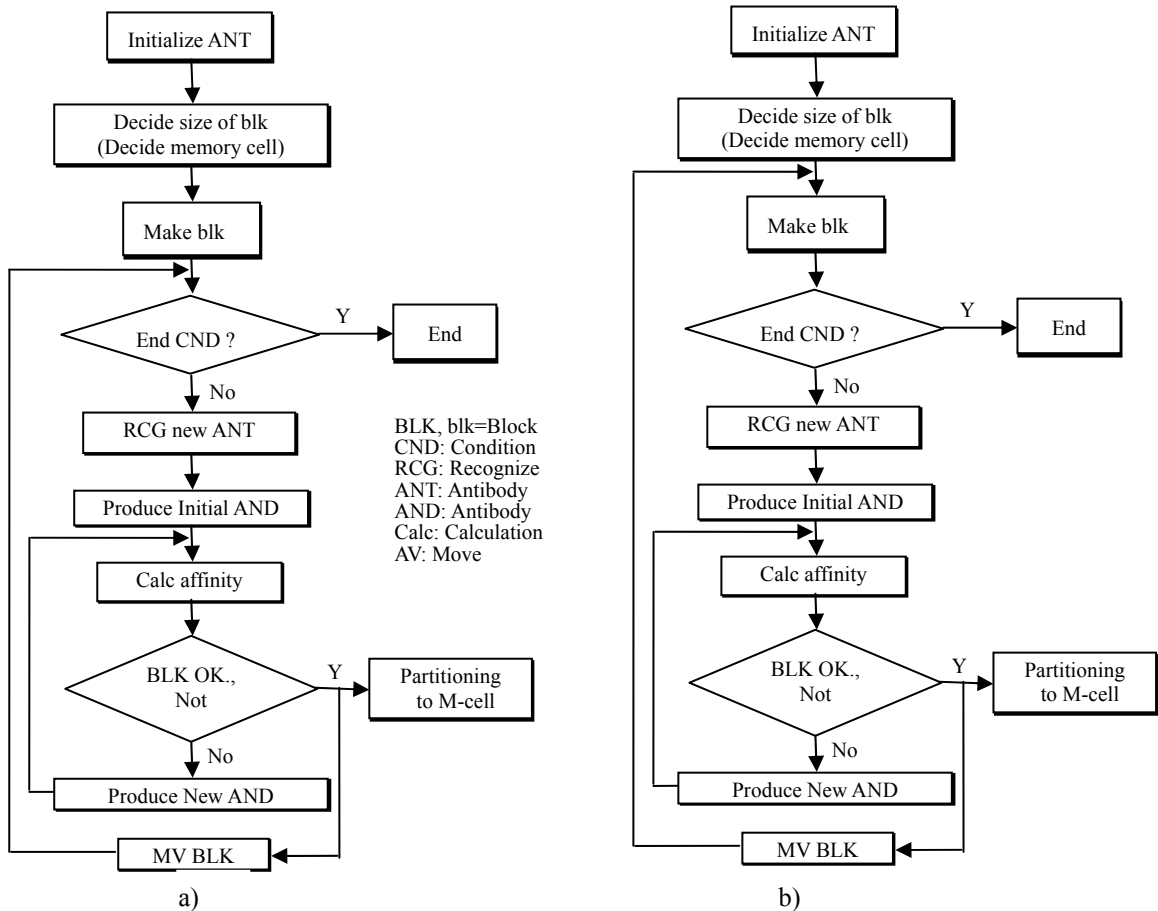 Initialize ANT
Decide size of blk
(Decide memory cell)
Make blk
End CND ?
Y
End
No
RCG new ANT
Produce Initial AND
Calc affinity
BLK OK.,
Not
Y
Partitioning
to M-cell
No
Produce New AND
MV BLK
BLK, blk=Block
CND: Condition
RCG: Recognize
ANT: Antibody
AND: Antibody
Calc: Calculation
AV: Move
a)
Initialize ANT
Decide size of blk
(Decide memory cell)
Make blk
End CND ?
Y
End
No
RCG new ANT
Produce Initial AND
Calc affinity
BLK OK.,
Not
Y
Partitioning
to M-cell
No
Produce New AND
MV BLK
b)